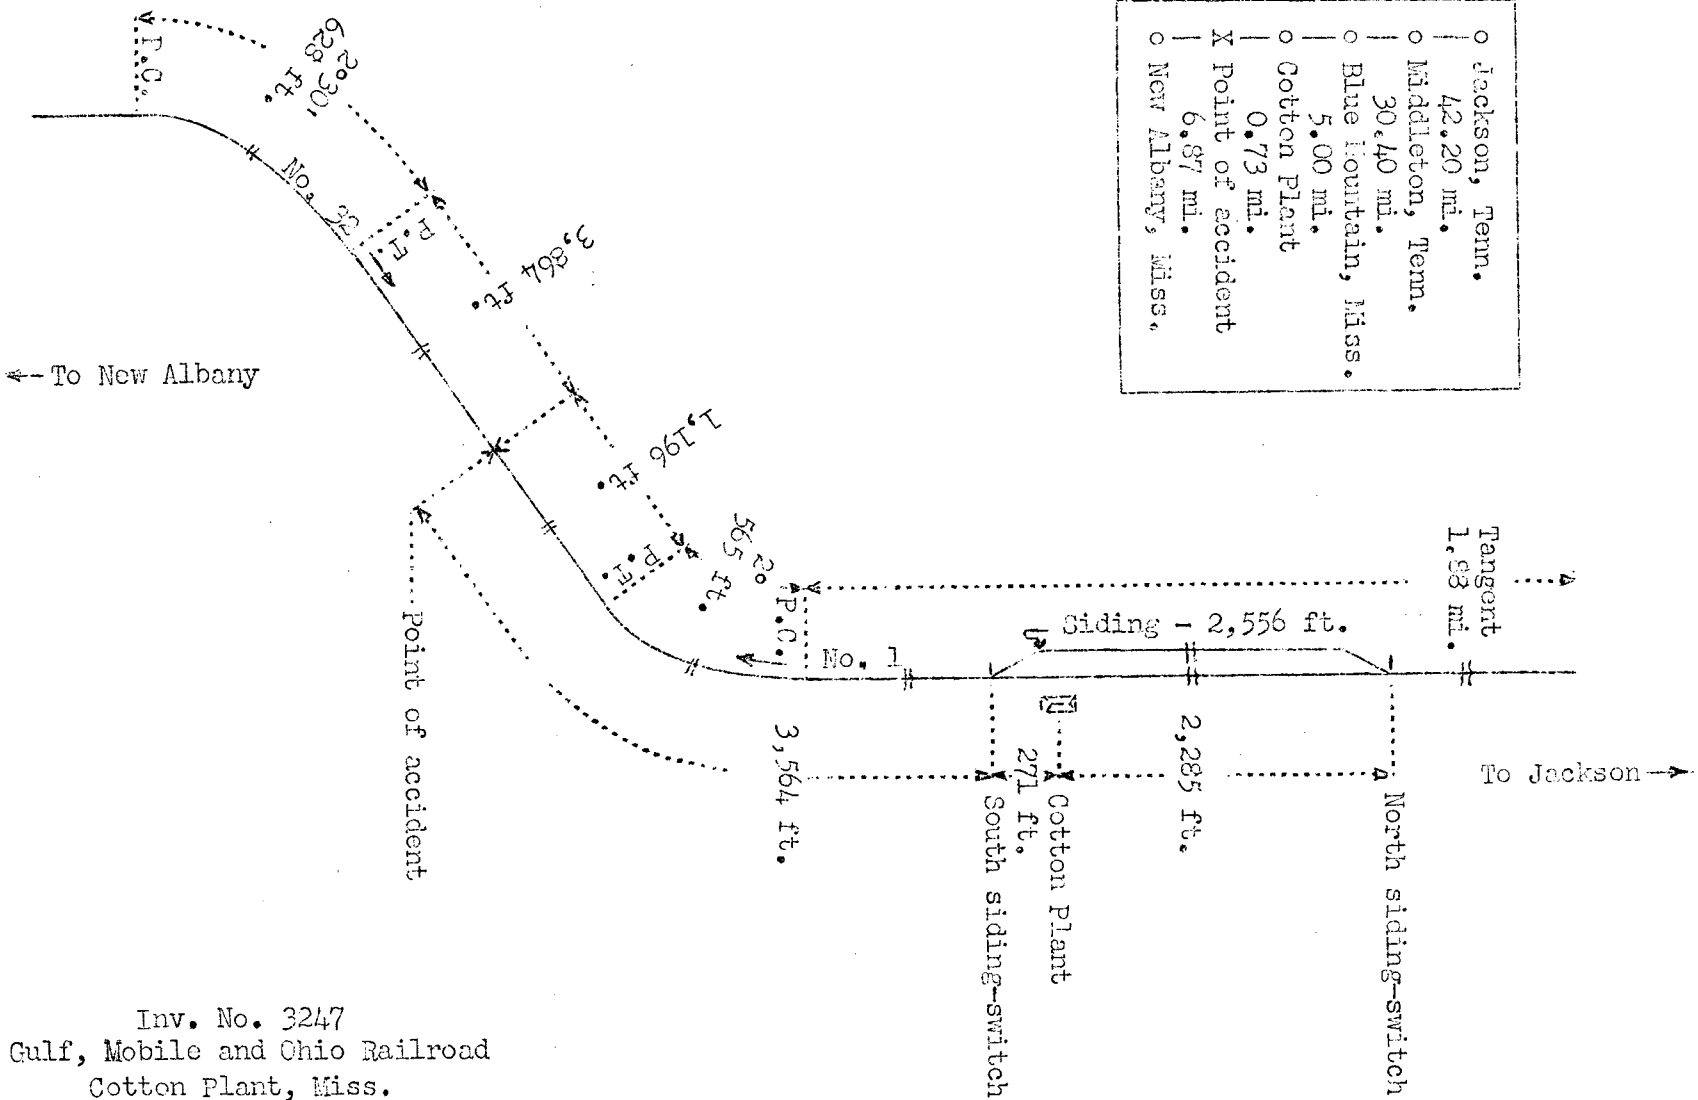 o Jackson, Tenn.
| 42.20 mi.
o Middleton, Tenn.
| 30.40 mi.
o Blue Mountain, Miss.
| 5.00 mi.
o Cotton Plant
| 0.73 mi.
X Point of accident
| 6.87 mi.
o New Albany, Miss.
P.C.
2°30'
628 ft.
No.
P.T.
3,864 ft.
←--To New Albany
1,196 ft.
P.T.
2°
565 ft.
P.C.
No. 1
Tangent
1.88 mi.
Siding - 2,556 ft.
Point of accident
3,564 ft.
271 ft.
2,285 ft.
To Jackson→
South siding-switch
Cotton Plant
North siding-switch
Inv. No. 3247
Gulf, Mobile and Ohio Railroad
Cotton Plant, Miss.